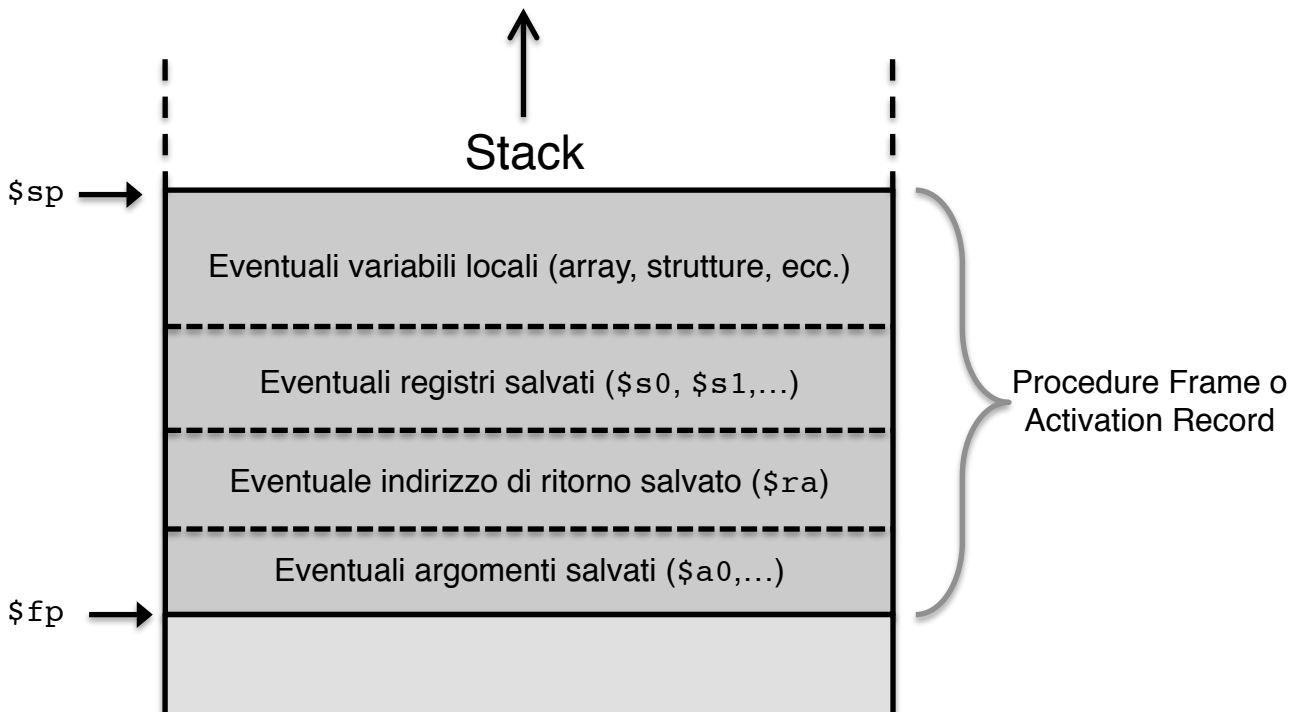 Stack
$sp
Eventuali variabili locali (array, strutture, ecc.)
Eventuali registri salvati ($s0, $s1,…)
Procedure Frame o
Activation Record
Eventuale indirizzo di ritorno salvato ($ra)
Eventuali argomenti salvati ($a0,…)
$fp